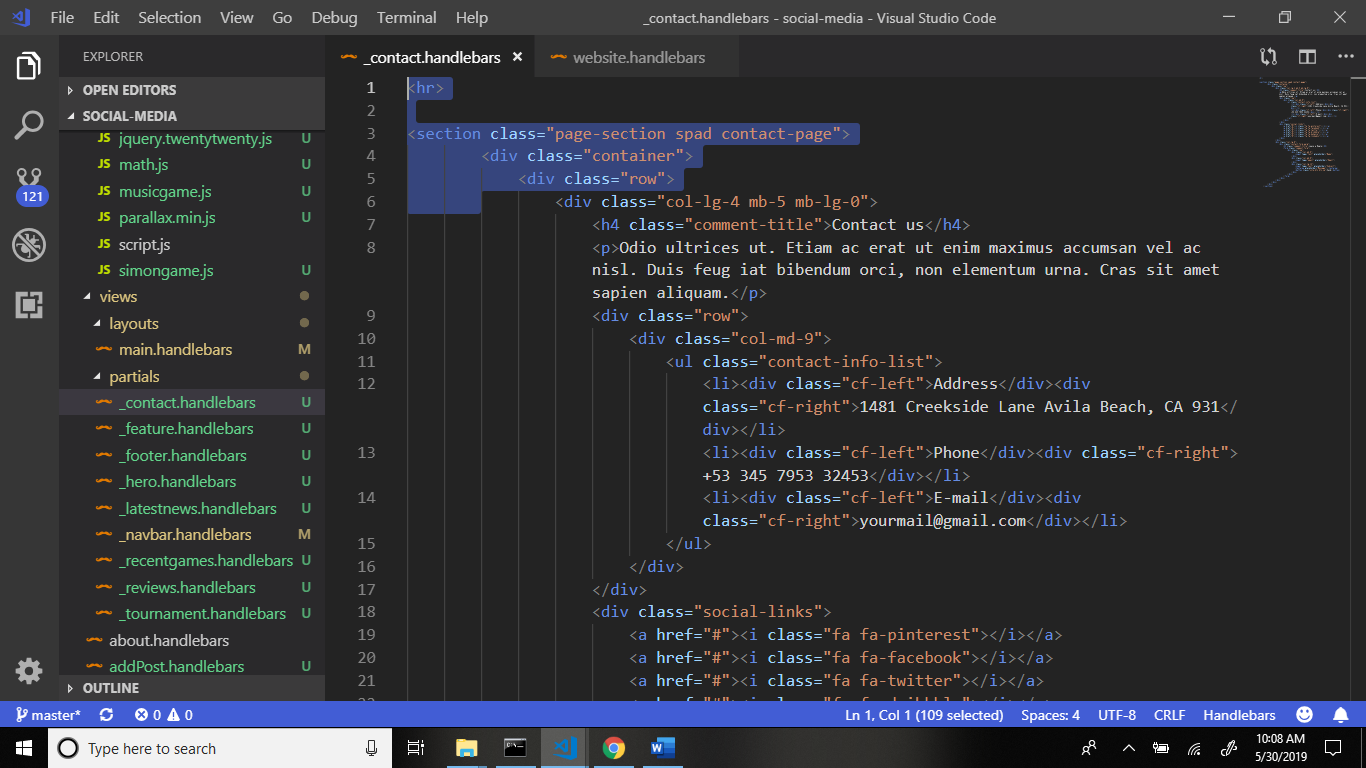 File Edit Selection View Go Debug Terminal Help
_contact.handlebars - social-media - Visual Studio Code
EXPLORER
OPEN EDITORS
SOCIAL-MEDIA
JS jquery.twentytwenty.js U
JS math.js U
JS musicgame.js U
JS parallax.min.js U
JS script.js
JS simongame.js U
views
layouts
main.handlebars M
partials
_contact.handlebars U
_feature.handlebars U
_footer.handlebars U
_hero.handlebars U
_latestnews.handlebars U
_navbar.handlebars M
_recentgames.handlebars U
_reviews.handlebars U
_tournament.handlebars U
about.handlebars
addPost.handlebars U
OUTLINE
121
_contact.handlebars
website.handlebars
1 <hr>
2
3 <section class="page-section spad contact-page">
4 <div class="container">
5 <div class="row">
6 <div class="col-lg-4 mb-5 mb-lg-0">
7 <h4 class="comment-title">Contact us</h4>
8 <p>Odio ultrices ut. Etiam ac erat ut enim maximus accumsan vel ac
nisl. Duis feug iat bibendum orci, non elementum urna. Cras sit amet
sapien aliquam.</p>
9 <div class="row">
10 <div class="col-md-9">
11 <ul class="contact-info-list">
12 <li><div class="cf-left">Address</div><div
class="cf-right">1481 Creekside Lane Avila Beach, CA 931</
div></li>
13 <li><div class="cf-left">Phone</div><div class="cf-right">
+53 345 7953 32453</div></li>
14 <li><div class="cf-left">E-mail</div><div
class="cf-right">yourmail@gmail.com</div></li>
15 </ul>
16 </div>
17 </div>
18 <div class="social-links">
19 <a href="#"><i class="fa fa-pinterest"></i></a>
20 <a href="#"><i class="fa fa-facebook"></i></a>
21 <a href="#"><i class="fa fa-twitter"></i></a>
master* 0 0
Ln 1, Col 1 (109 selected) Spaces: 4 UTF-8 CRLF Handlebars
Type here to search
10:08 AM
5/30/2019